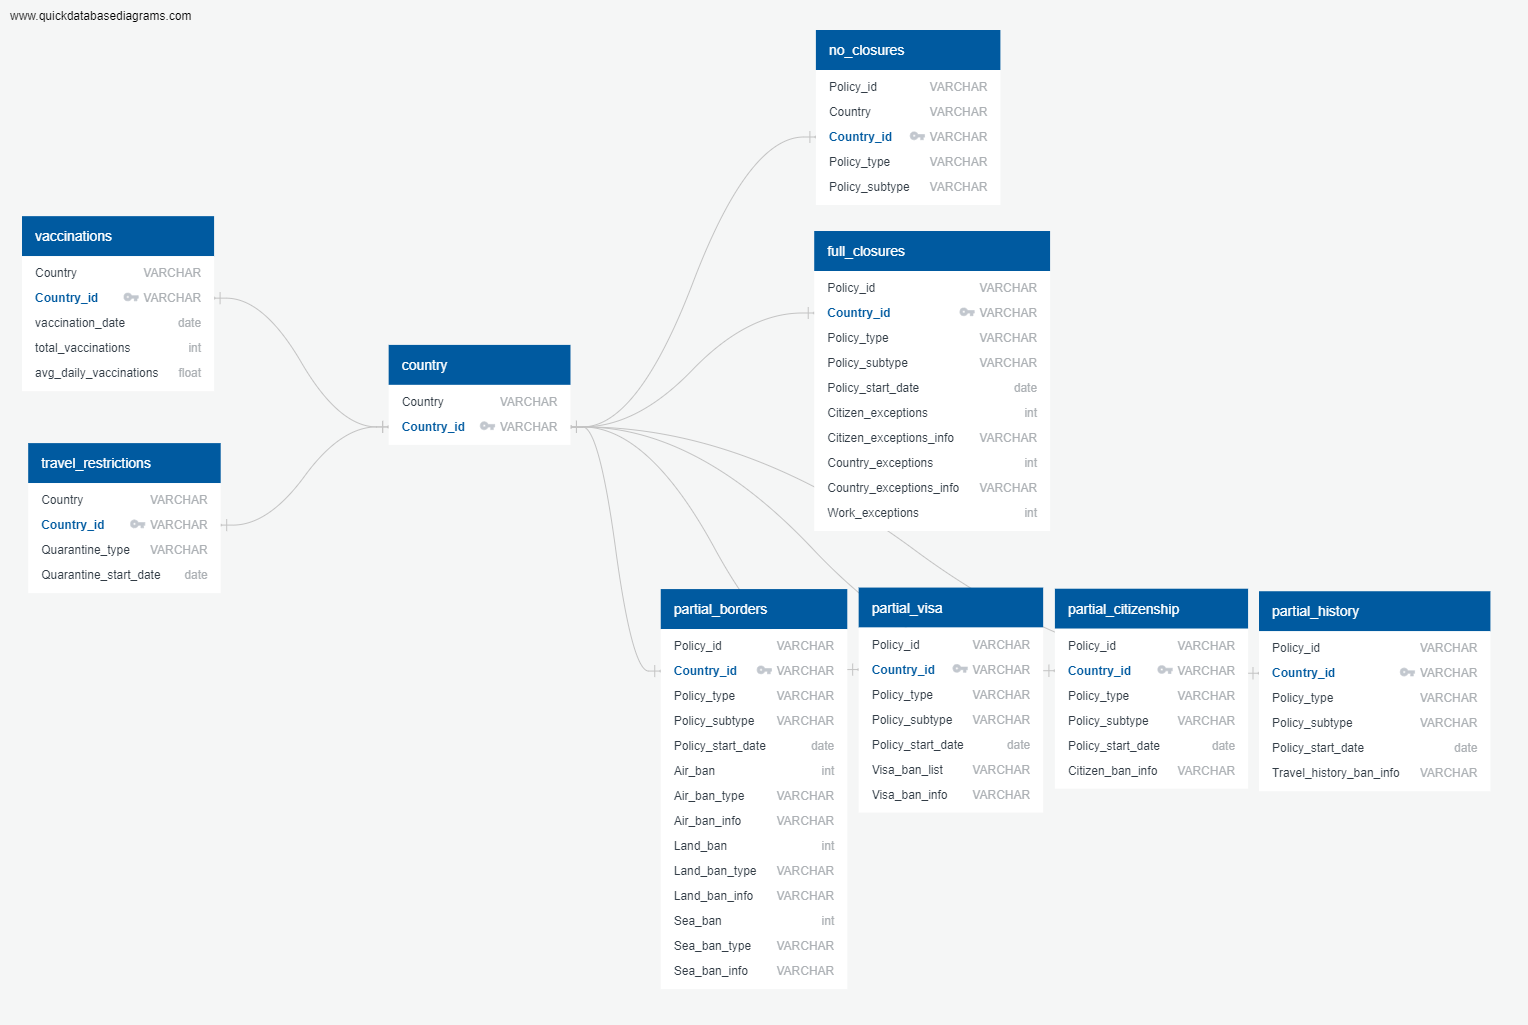 www.quickdatabasediagrams.com
no_closures
Policy_id VARCHAR
Country VARCHAR
Country_id VARCHAR
Policy_type VARCHAR
Policy_subtype VARCHAR
vaccinations
Country VARCHAR
Country_id VARCHAR
vaccination_date date
total_vaccinations int
avg_daily_vaccinations float
full_closures
Policy_id VARCHAR
Country_id VARCHAR
Policy_type VARCHAR
Policy_subtype VARCHAR
Policy_start_date date
Citizen_exceptions int
Citizen_exceptions_info VARCHAR
Country_exceptions int
Country_exceptions_info VARCHAR
Work_exceptions int
country
Country VARCHAR
Country_id VARCHAR
travel_restrictions
Country VARCHAR
Country_id VARCHAR
Quarantine_type VARCHAR
Quarantine_start_date date
partial_borders
Policy_id VARCHAR
Country_id VARCHAR
Policy_type VARCHAR
Policy_subtype VARCHAR
Policy_start_date date
Air_ban int
Air_ban_type VARCHAR
Air_ban_info VARCHAR
Land_ban int
Land_ban_type VARCHAR
Land_ban_info VARCHAR
Sea_ban int
Sea_ban_type VARCHAR
Sea_ban_info VARCHAR
partial_visa
Policy_id VARCHAR
Country_id VARCHAR
Policy_type VARCHAR
Policy_subtype VARCHAR
Policy_start_date date
Visa_ban_list VARCHAR
Visa_ban_info VARCHAR
partial_citizenship
Policy_id VARCHAR
Country_id VARCHAR
Policy_type VARCHAR
Policy_subtype VARCHAR
Policy_start_date date
Citizen_ban_info VARCHAR
partial_history
Policy_id VARCHAR
Country_id VARCHAR
Policy_type VARCHAR
Policy_subtype VARCHAR
Policy_start_date date
Travel_history_ban_info VARCHAR